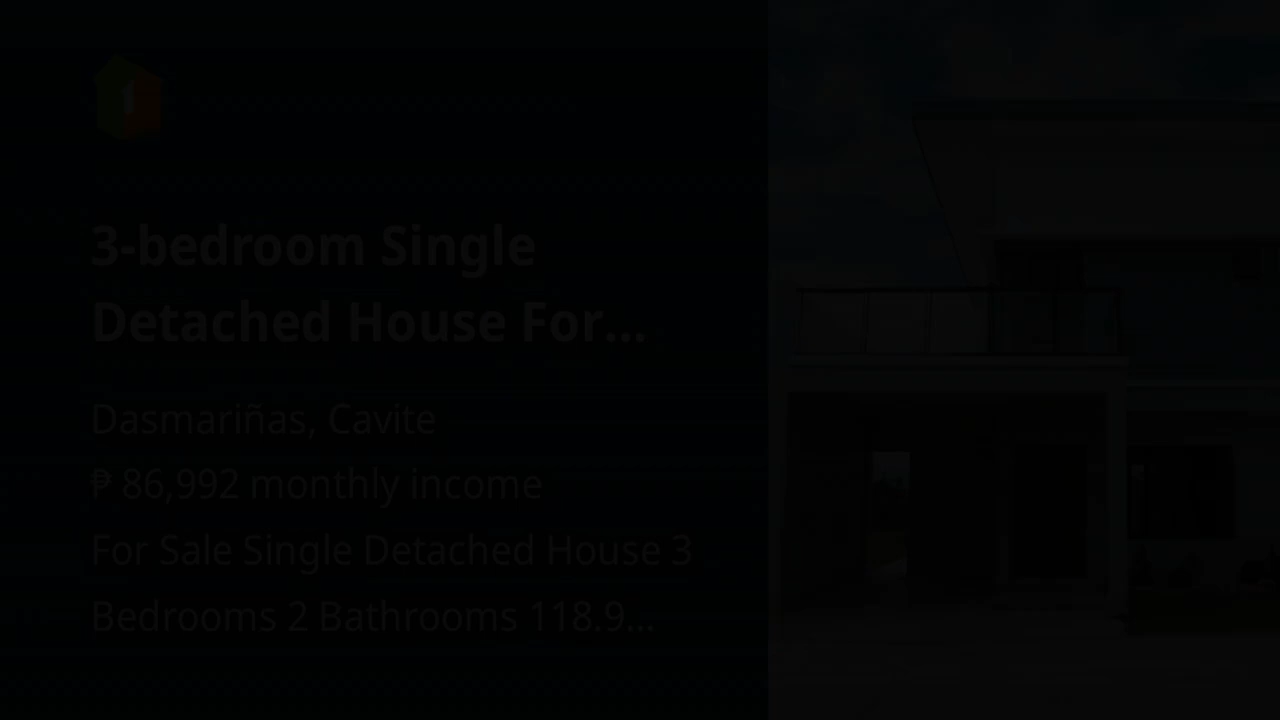 3-bedroom Single
Detached House For...
Dasmariñas, Cavite
₱ 86,992 monthly income
For Sale Single Detached House 3
Bedrooms 2 Bathrooms 118.9...